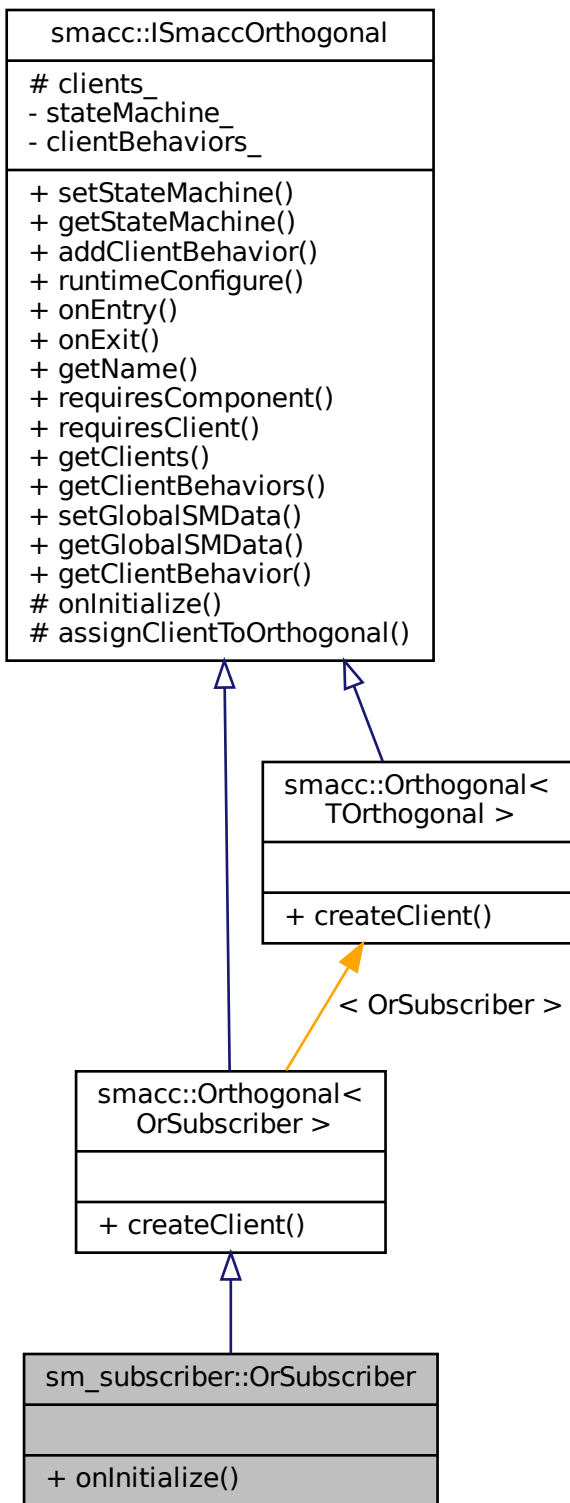 smacc::ISmaccOrthogonal
# clients_
- stateMachine_
- clientBehaviors_
+ setStateMachine()
+ getStateMachine()
+ addClientBehavior()
+ runtimeConfigure()
+ onEntry()
+ onExit()
+ getName()
+ requiresComponent()
+ requiresClient()
+ getClients()
+ getClientBehaviors()
+ setGlobalSMData()
+ getGlobalSMData()
+ getClientBehavior()
# onInitialize()
# assignClientToOrthogonal()
smacc::Orthogonal<
TOrthogonal >
+ createClient()
< OrSubscriber >
smacc::Orthogonal<
OrSubscriber >
+ createClient()
sm_subscriber::OrSubscriber
+ onInitialize()